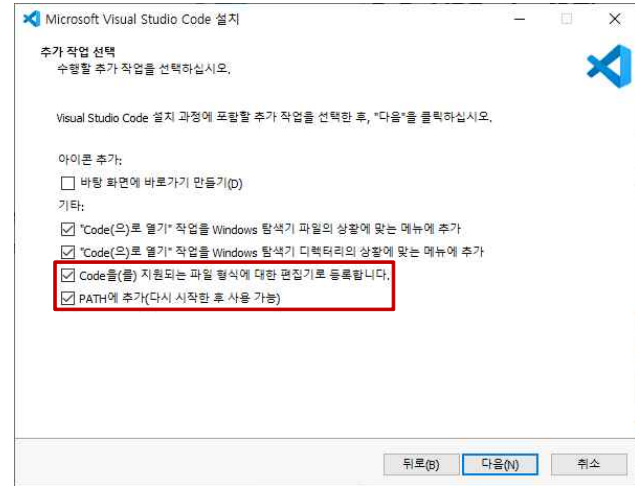 Microsoft Visual Studio Code 설치
추가 작업 선택
수행할 추가 작업을 선택하십시오.
Visual Studio Code 설치 과정에 포함할 추가 작업을 선택한 후, "다음"을 클릭하십시오.
아이콘 추가:
바탕 화면에 바로가기 만들기(D)
기타:
"Code(으)로 열기" 작업을 Windows 탐색기 파일의 상황에 맞는 메뉴에 추가
"Code(으)로 열기" 작업을 Windows 탐색기 디렉터리의 상황에 맞는 메뉴에 추가
Code을(를) 지원되는 파일 형식에 대한 편집기로 등록합니다.
PATH에 추가(다시 시작한 후 사용 가능)
뒤로(B) 다음(N) 취소